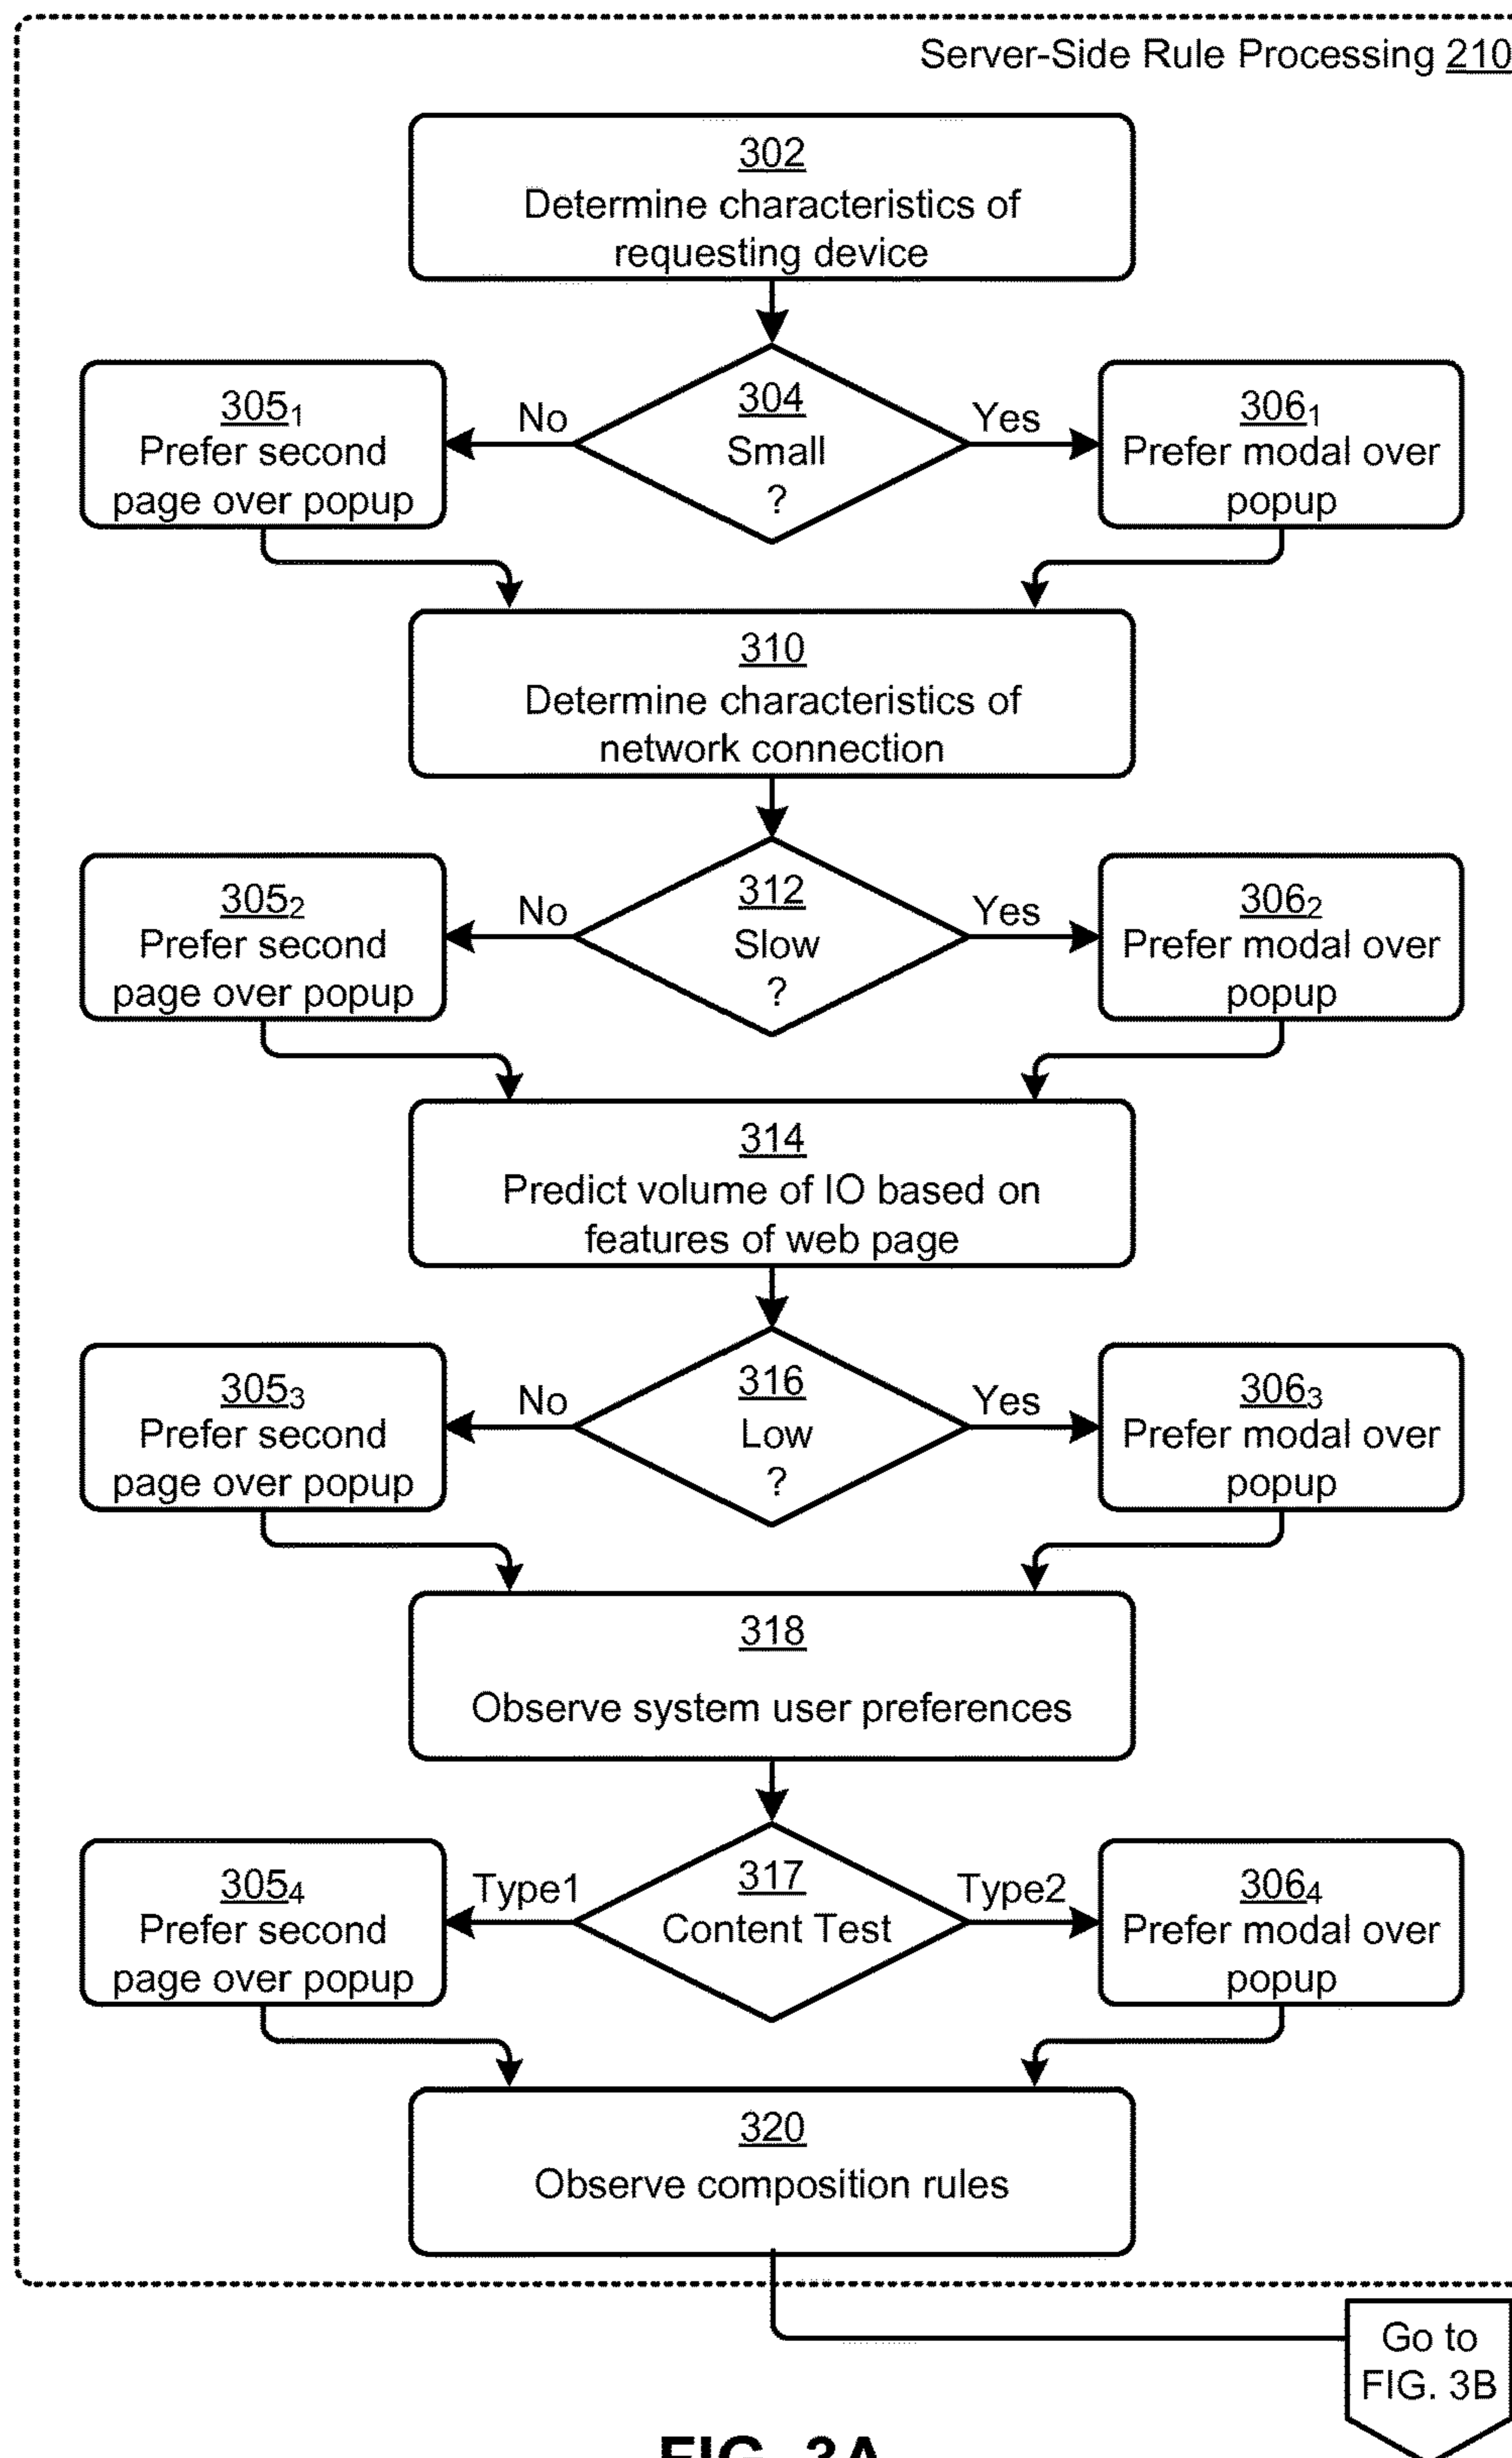 Server-Side Rule Processing 210
302
Determine characteristics of
requesting device
305₁
Prefer second
page over popup
No
304
Small
?
Yes
306₁
Prefer modal over
popup
310
Determine characteristics of
network connection
305₂
Prefer second
page over popup
No
312
Slow
?
Yes
306₂
Prefer modal over
popup
314
Predict volume of IO based on
features of web page
305₃
Prefer second
page over popup
No
316
Low
?
Yes
306₃
Prefer modal over
popup
318
Observe system user preferences
305₄
Prefer second
page over popup
Type1
317
Content Test
Type2
306₄
Prefer modal over
popup
320
Observe composition rules
Go to
FIG. 3B
FIG. 3A